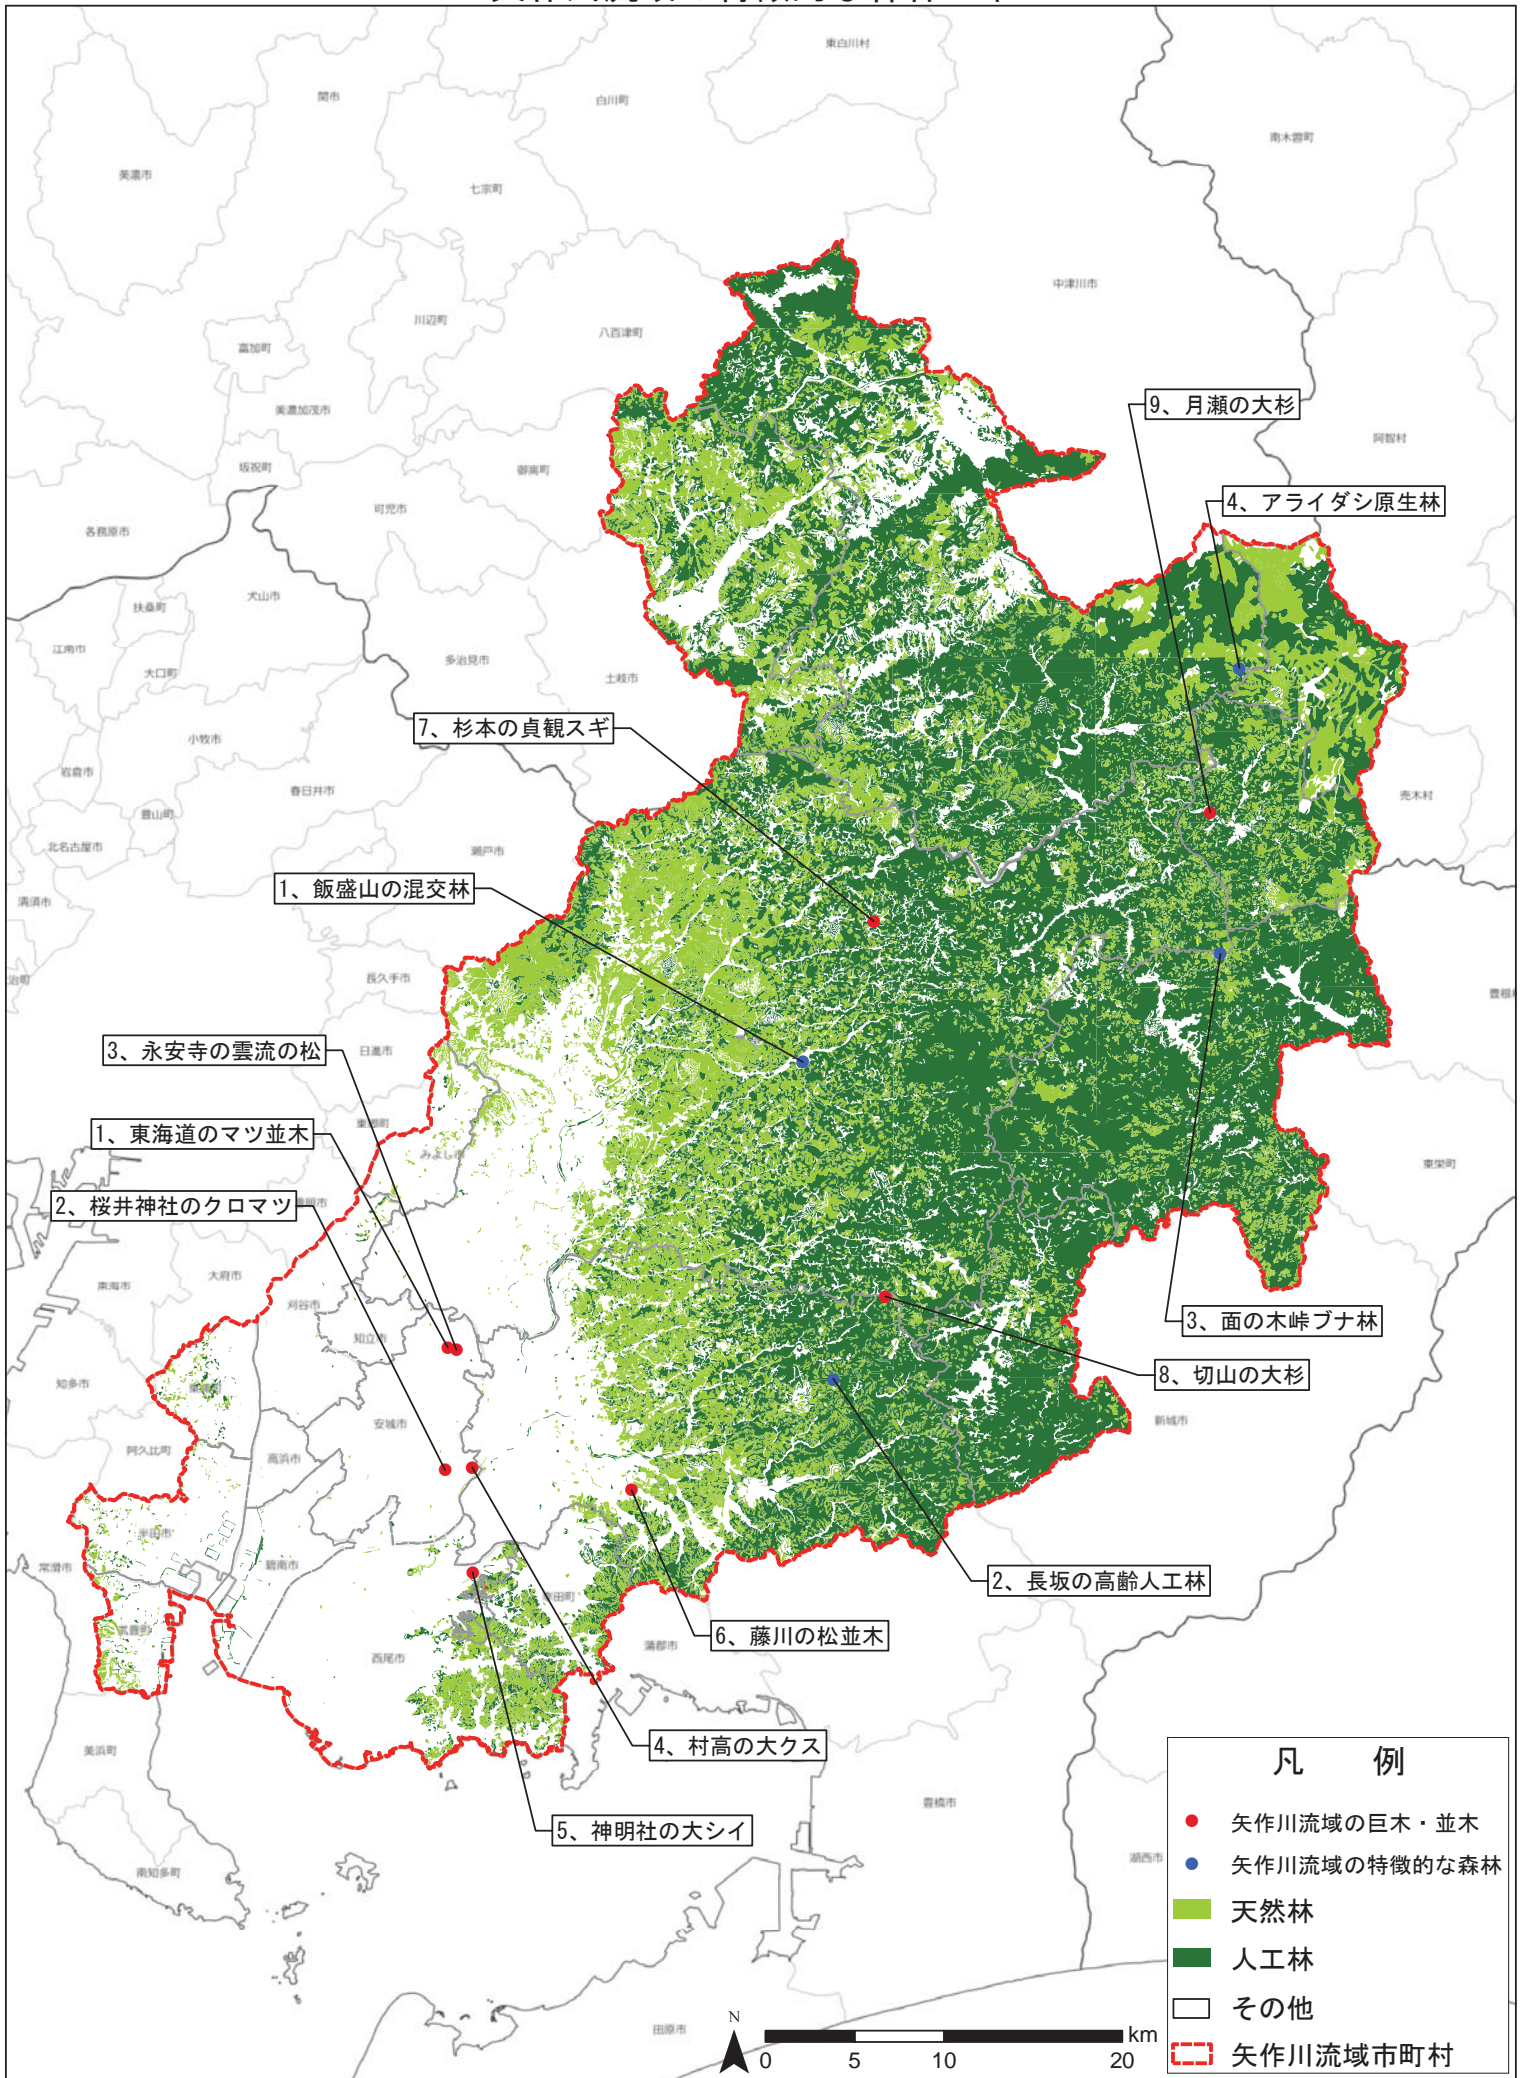 東白川村
関市
白川町
南木曽町
美濃市
七宗町
中津川市
川辺町
八百津町
富加町
9、月瀬の大杉
美濃加茂市
阿智村
坂祝町
御嵩町
4、アライダシ原生林
可児市
各務原市
犬山市
扶桑町
江南市
多治見市
大口町
土岐市
7、杉本の貞観スギ
小牧市
岩倉市
春日井市
売木村
豊山町
北名古屋市
瀬戸市
1、飯盛山の混交林
清須市
長久手市
3、永安寺の雲流の松
日進市
1、東海道のマツ並木
東郷町
みよし市
東栄町
2、桜井神社のクロマツ
東海市
大府市
刈谷市
3、面の木峠ブナ林
知立市
8、切山の大杉
知多市
安城市
新城市
阿久比町
高浜市
半田市
常滑市
碧南市
2、長坂の高齢人工林
武豊町
6、藤川の松並木
蒲郡市
西尾市
4、村高の大クス
美浜町
豊橋市
5、神明社の大シイ
南知多町
湖西市
田原市
凡 例
矢作川流域の巨木・並木
矢作川流域の特徴的な森林
天然林
人工林
その他
矢作川流域市町村
N
km
0 5 10 20